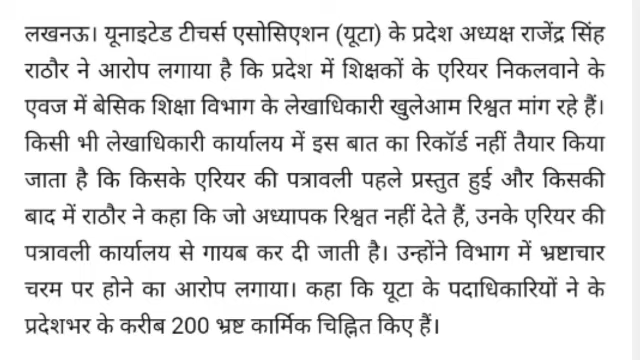 लखनऊ। यूनाइटेड टीचर्स एसोसिएशन (यूटा) के प्रदेश अध्यक्ष राजेंद्र सिंह
राठौर ने आरोप लगाया है कि प्रदेश में शिक्षकों के एरियर निकलवाने के
एवज में बेसिक शिक्षा विभाग के लेखाधिकारी खुलेआम रिश्वत मांग रहे हैं।
किसी भी लेखाधिकारी कार्यालय में इस बात का रिकॉर्ड नहीं तैयार किया
जाता है कि किसके एरियर की पत्रावली पहले प्रस्तुत हुई और किसकी
बाद में राठौर ने कहा कि जो अध्यापक रिश्वत नहीं देते हैं, उनके एरियर की
पत्रावली कार्यालय से गायब कर दी जाती है। उन्होंने विभाग में भ्रष्टाचार
चरम पर होने का आरोप लगाया। कहा कि यूटा के पदाधिकारियों ने के
प्रदेशभर के करीब 200 भ्रष्ट कार्मिक चिह्नित किए हैं।